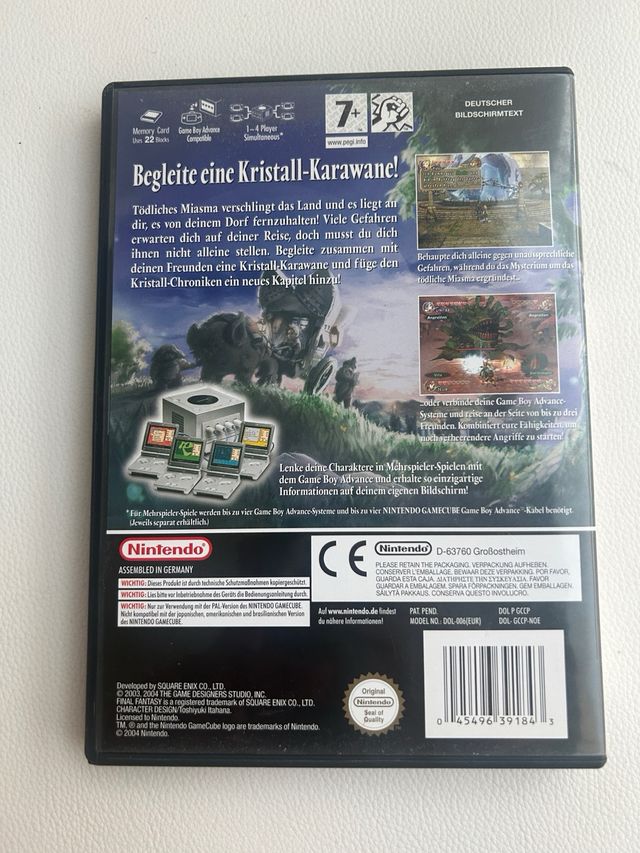 Memory Card
Uses 22 Blocks
Game Boy Advance
Compatible
1–4 Player
Simultaneous*
7+
www.pegi.info
DEUTSCHER
BILDSCHIRMTEXT
Begleite eine Kristall-Karawane!
Tödliches Miasma verschlingt das Land und es liegt an
dir, es von deinem Dorf fernzuhalten! Viele Gefahren
erwarten dich auf deiner Reise, doch musst du dich
ihnen nicht alleine stellen. Begleite zusammen mit
deinen Freunden eine Kristall-Karawane und füge den
Kristall-Chroniken ein neues Kapitel hinzu!
Behaupte dich alleine gegen unaussprechliche
Gefahren, während du das Mysterium um das
tödliche Miasma ergründest...
...oder verbinde deine Game Boy Advance-
Systeme und reise an der Seite von bis zu drei
Freunden. Kombiniert eure Fähigkeiten, um
noch verheerendere Angriffe zu starten!
Lenke deine Charaktere in Mehrspieler-Spielen mit
dem Game Boy Advance und erhalte so einzigartige
Informationen auf deinem eigenen Bildschirm!
*Für Mehrspieler-Spiele werden bis zu vier Game Boy Advance-Systeme und bis zu vier NINTENDO GAMECUBE Game Boy Advance™-Kabel benötigt.
(Jeweils separat erhältlich)
Nintendo®
ASSEMBLED IN GERMANY
WICHTIG: Dieses Produkt ist durch technische Schutzmaßnahmen kopiergeschützt.
WICHTIG: Lies bitte vor Inbetriebnahme des Geräts die Bedienungsanleitung durch.
WICHTIG: Nur zur Verwendung mit der PAL-Version des NINTENDO GAMECUBE.
Nicht kompatibel mit der japanischen, amerikanischen und brasilianischen Version
des NINTENDO GAMECUBE.
CE
Nintendo® D-63760 Großostheim
PLEASE RETAIN THE PACKAGING. VERPACKUNG AUFHEBEN.
CONSERVER L'EMBALLAGE. BEWAAR DEZE VERPAKKING. POR FAVOR,
GUARDA ESTA CAJA. ΔΙΑΤΗΡΗΣΤΕ ΤΗΝ ΣΥΣΚΕΥΑΣΙΑ. FAVOR
GUARDAR A EMBALAGEM. SPARA FÖRPACKNINGEN. GEM EMBALLAGEN.
SÄILYTÄ PAKKAUS. CONSERVA QUESTO INVOLUCRO.
Auf www.nintendo.de findest
du nähere Informationen!
PAT. PEND.
MODEL NO.: DOL-006(EUR)
DOL P GCCP
DOL- GCCP-NOE
Developed by SQUARE ENIX CO., LTD.
© 2003, 2004 THE GAME DESIGNERS STUDIO, INC.
FINAL FANTASY is a registered trademark of SQUARE ENIX CO., LTD.
CHARACTER DESIGN/Toshiyuki Itahana.
Licensed to Nintendo.
TM, ® and the Nintendo GameCube logo are trademarks of Nintendo.
© 2004 Nintendo.
Original
Nintendo
Seal of
Quality
0 45496 39184 3